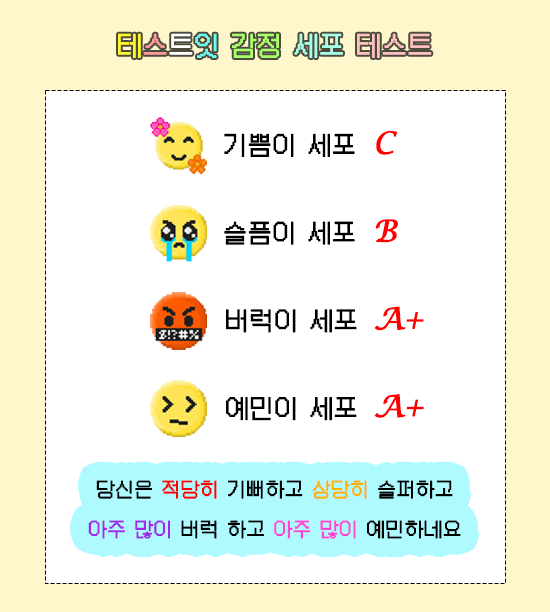 테스트잇 감정 세포 테스트
기쁨이 세포 C
슬픔이 세포 B
버럭이 세포 A+
&!?#%
예민이 세포 A+
당신은 적당히 기뻐하고 상당히 슬퍼하고
아주 많이 버럭 하고 아주 많이 예민하네요